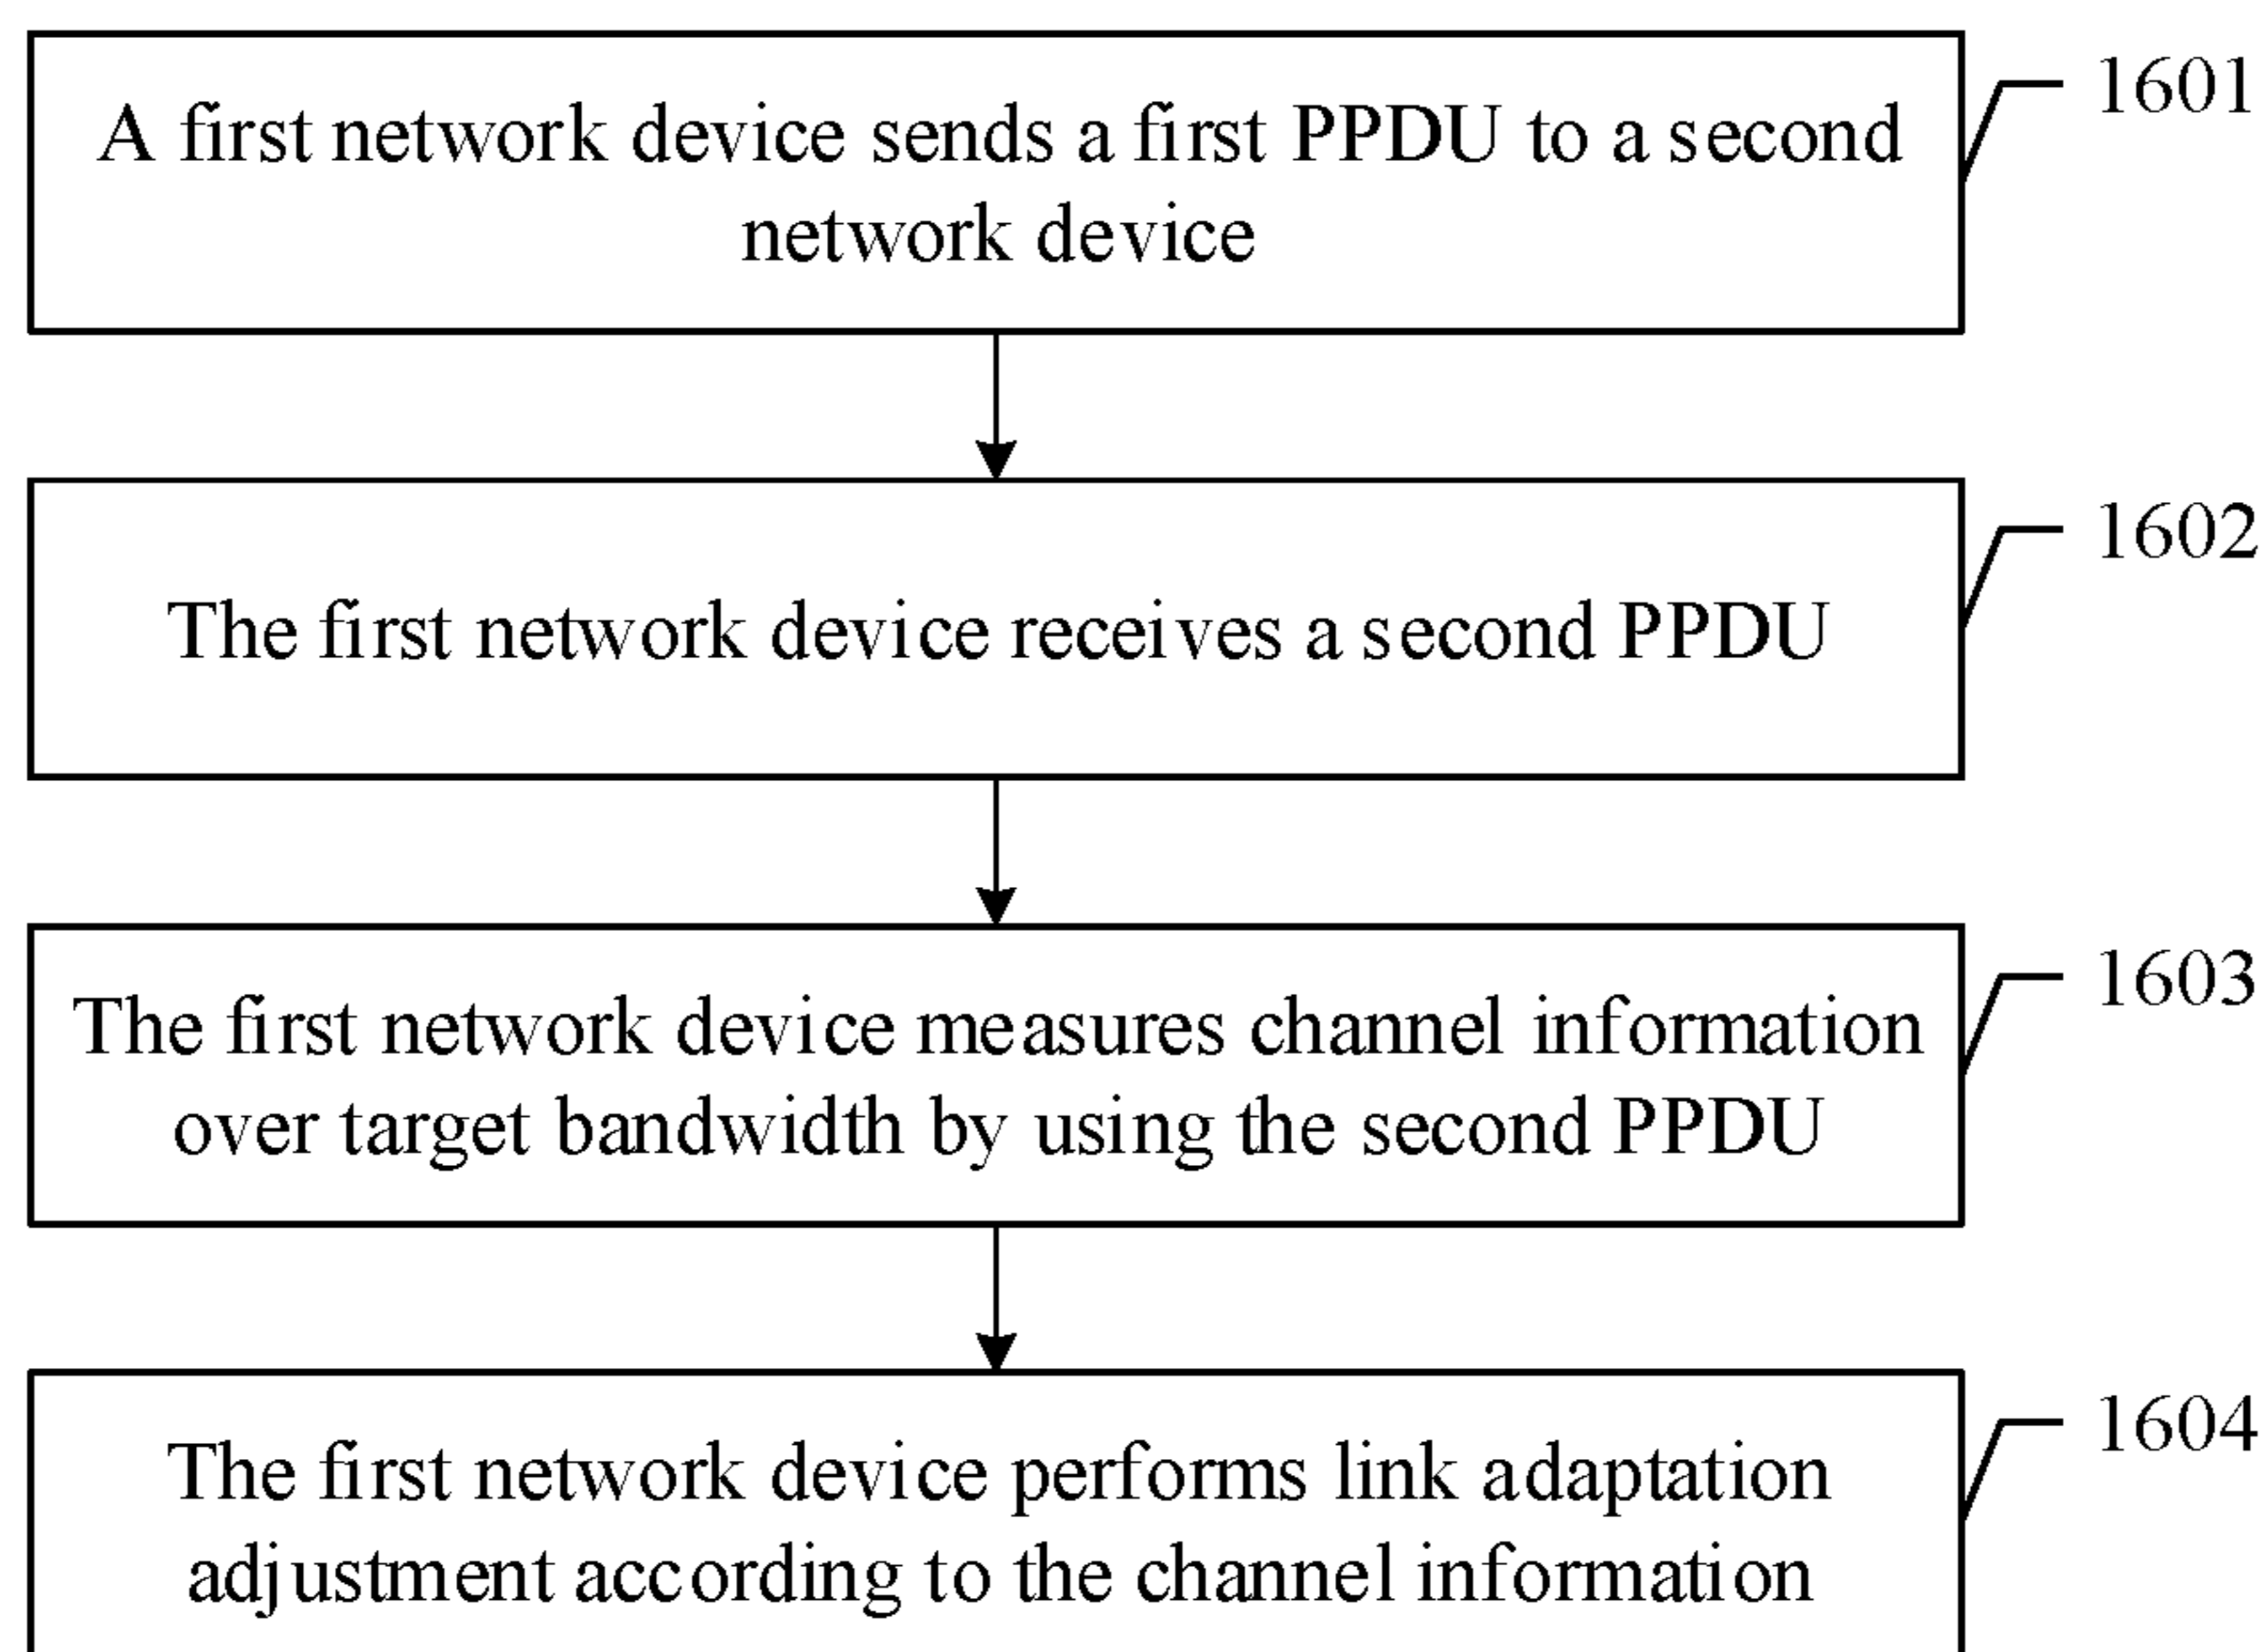 A first network device sends a first PPDU to a second
network device
1601
The first network device receives a second PPDU
1602
The first network device measures channel information
over target bandwidth by using the second PPDU
1603
The first network device performs link adaptation
adjustment according to the channel information
1604